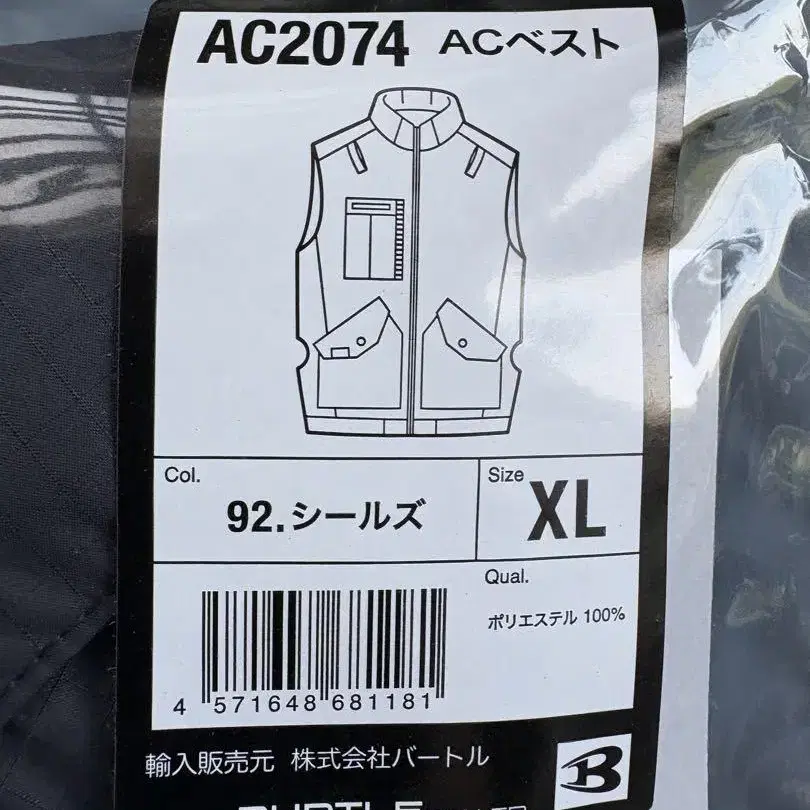 AC2074 ACベスト
Col.
92.シールズ
Size
XL
Qual.
ポリエステル 100%
4 571648 681181
輸入販売元 株式会社バートル
B